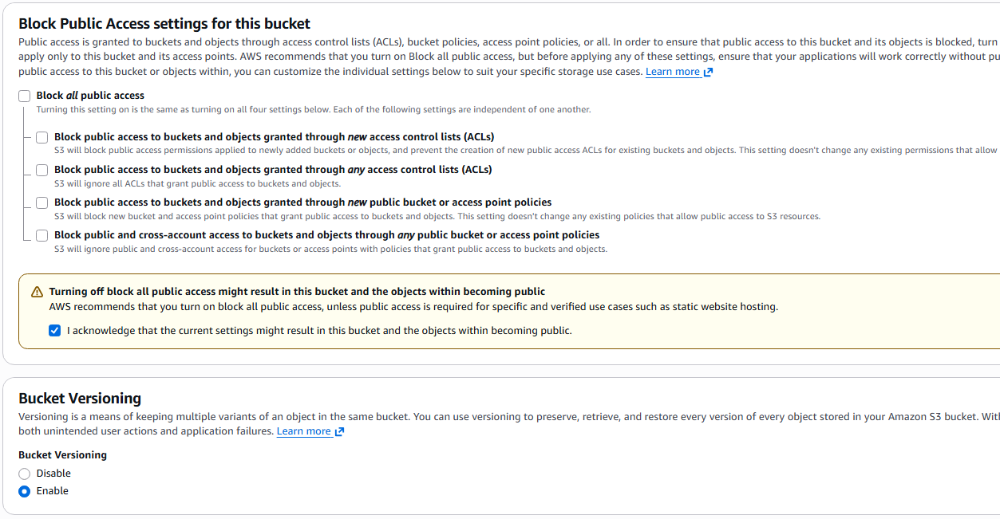 Block Public Access settings for this bucket
Public access is granted to buckets and objects through access control lists (ACLs), bucket policies, access point policies, or all. In order to ensure that public access to this bucket and its objects is blocked, turn
apply only to this bucket and its access points. AWS recommends that you turn on Block all public access, but before applying any of these settings, ensure that your applications will work correctly without pu
public access to this bucket or objects within, you can customize the individual settings below to suit your specific storage use cases. Learn more
Block all public access
Turning this setting on is the same as turning on all four settings below. Each of the following settings are independent of one another.
Block public access to buckets and objects granted through new access control lists (ACLs)
S3 will block public access permissions applied to newly added buckets or objects, and prevent the creation of new public access ACLs for existing buckets and objects. This setting doesn't change any existing permissions that allow
Block public access to buckets and objects granted through any access control lists (ACLs)
S3 will ignore all ACLs that grant public access to buckets and objects.
Block public access to buckets and objects granted through new public bucket or access point policies
S3 will block new bucket and access point policies that grant public access to buckets and objects. This setting doesn't change any existing policies that allow public access to S3 resources.
Block public and cross-account access to buckets and objects through any public bucket or access point policies
S3 will ignore public and cross-account access for buckets or access points with policies that grant public access to buckets and objects.
Turning off block all public access might result in this bucket and the objects within becoming public
AWS recommends that you turn on block all public access, unless public access is required for specific and verified use cases such as static website hosting.
I acknowledge that the current settings might result in this bucket and the objects within becoming public.
Bucket Versioning
Versioning is a means of keeping multiple variants of an object in the same bucket. You can use versioning to preserve, retrieve, and restore every version of every object stored in your Amazon S3 bucket. Wit
both unintended user actions and application failures. Learn more
Bucket Versioning
Disable
Enable